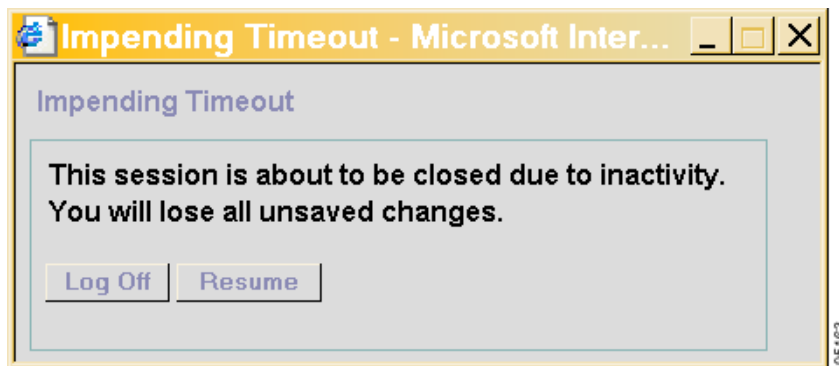 Impending Timeout - Microsoft Inter...
Impending Timeout
This session is about to be closed due to inactivity.
You will lose all unsaved changes.
Log Off Resume